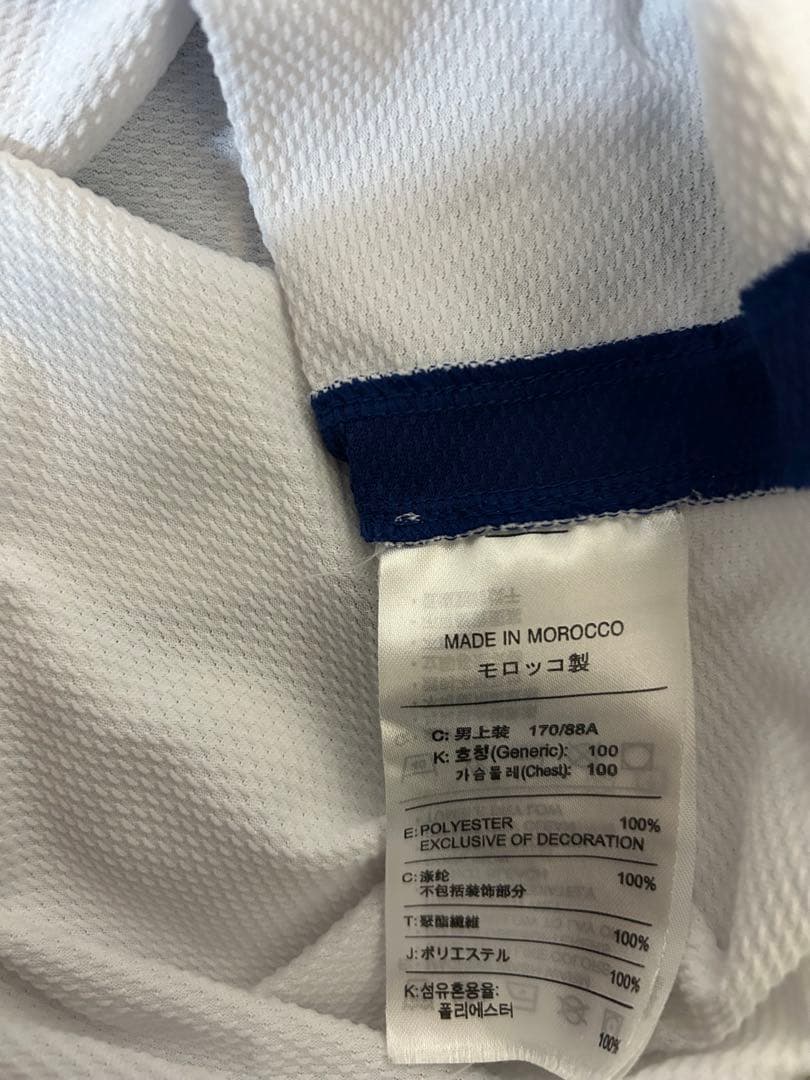 MADE IN MOROCCO
モロッコ製
C: 男上装 170/88A
K: 호칭(Generic): 100
가슴둘레(Chest): 100
E: POLYESTER 100%
EXCLUSIVE OF DECORATION
C: 涤纶 100%
不包括装饰部分
T: 聚酯纖維 100%
J: ポリエステル 100%
K: 섬유혼용율:
폴리에스터 100%